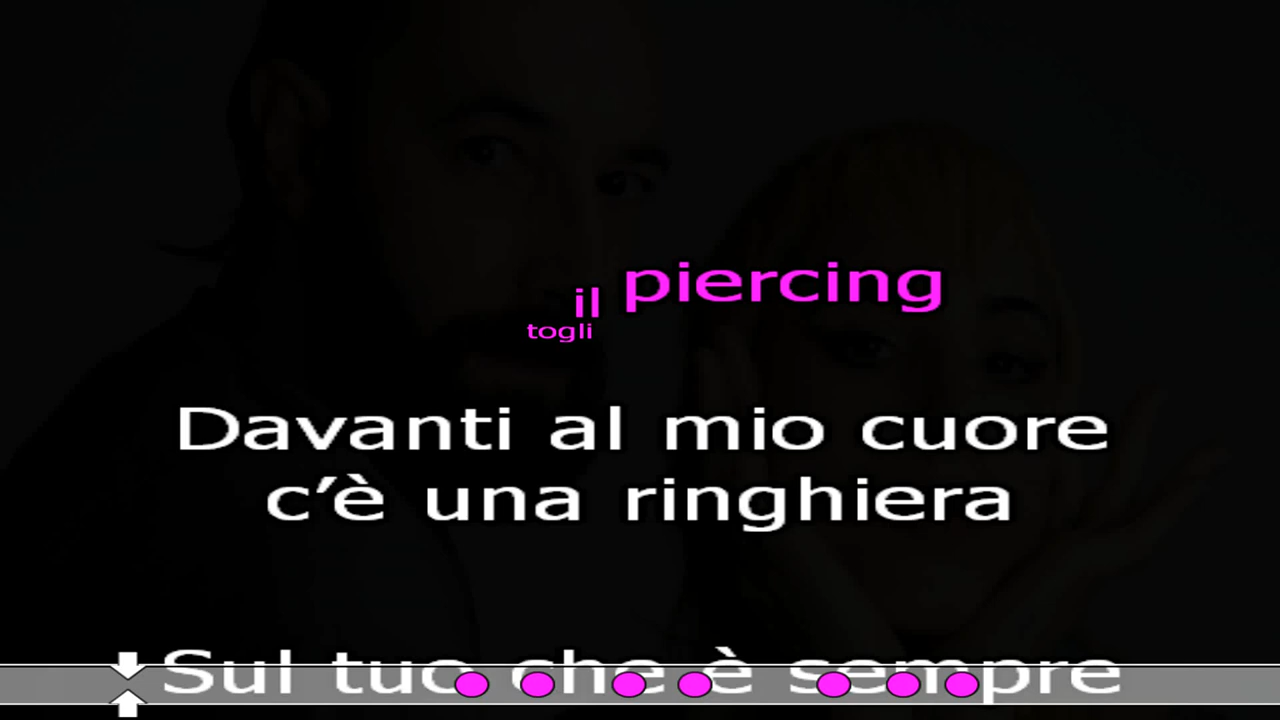 togli il piercing
Davanti al mio cuore
c'è una ringhiera
Sul tuo che è sempre